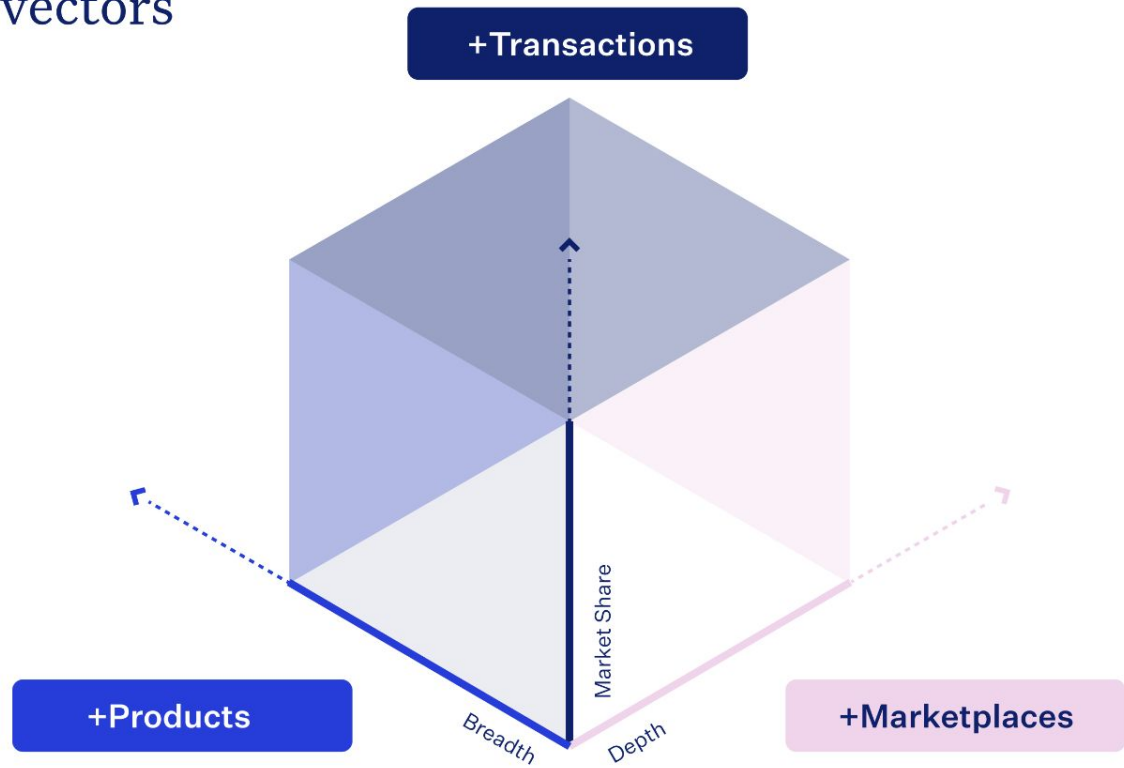 vectors
+Transactions
Market Share
+Products
+Marketplaces
Breadth
Depth